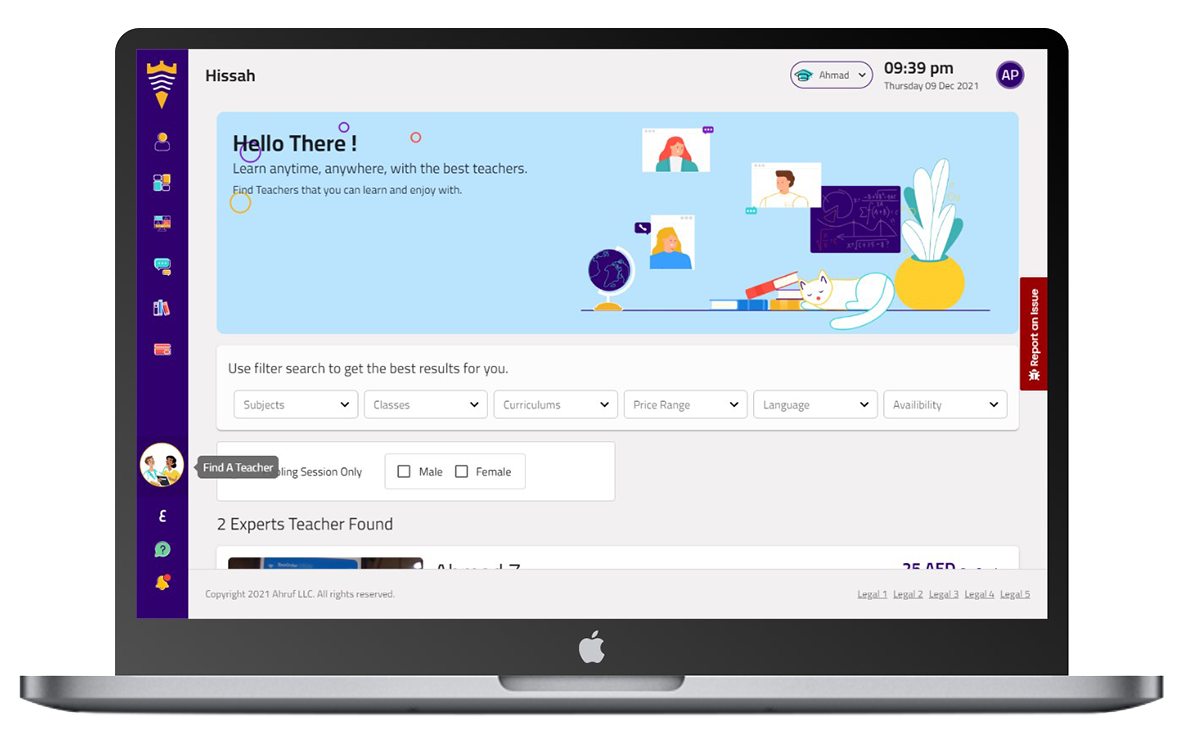 Hissah
Ahmad
09:39 pm
Thursday 09 Dec 2021
AP
Hello There !
Learn anytime, anywhere, with the best teachers.
Find Teachers that you can learn and enjoy with.
Report an Issue
Use filter search to get the best results for you.
Subjects
Classes
Curriculums
Price Range
Language
Availibility
Find A Teacher
Session Only
Male
Female
ع
2 Experts Teacher Found
25 AED
Copyright 2021 Ahruf LLC. All rights reserved.
Legal 1 Legal 2 Legal 3 Legal 4 Legal 5